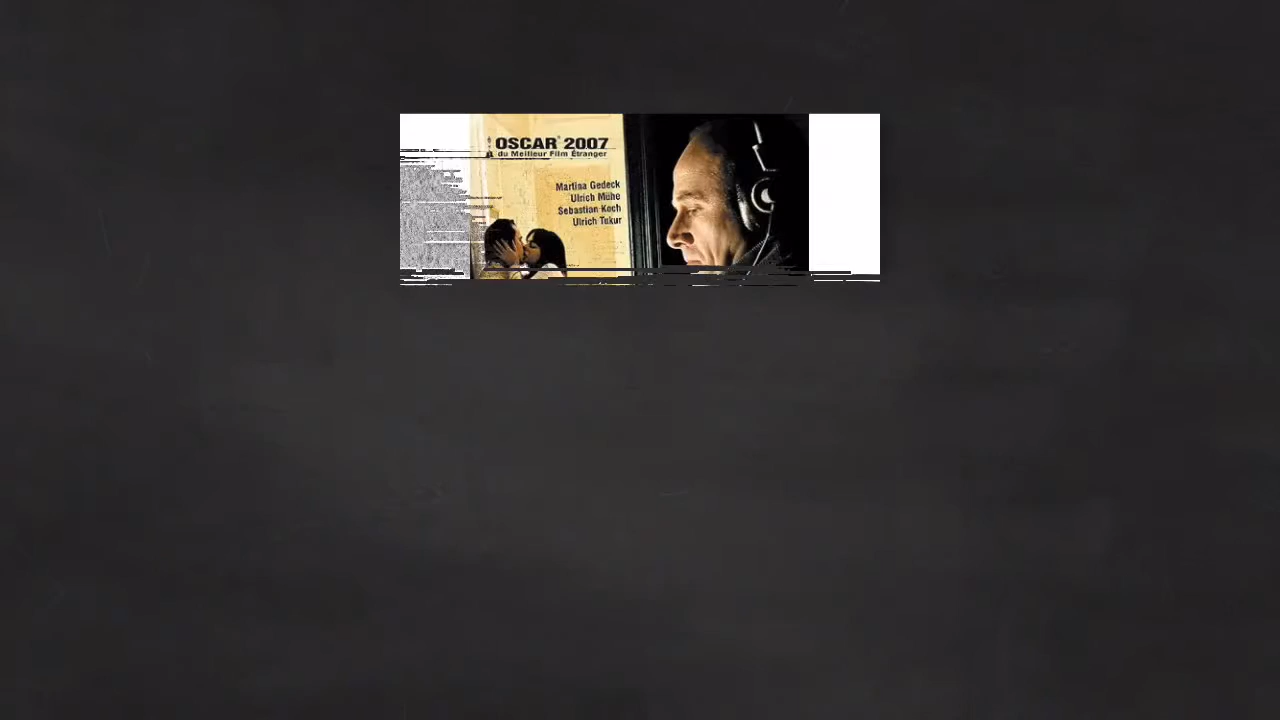 OSCAR® 2007
du Meilleur Film Étranger
Martina Gedeck
Ulrich Mühe
Sebastian Koch
Ulrich Tukur